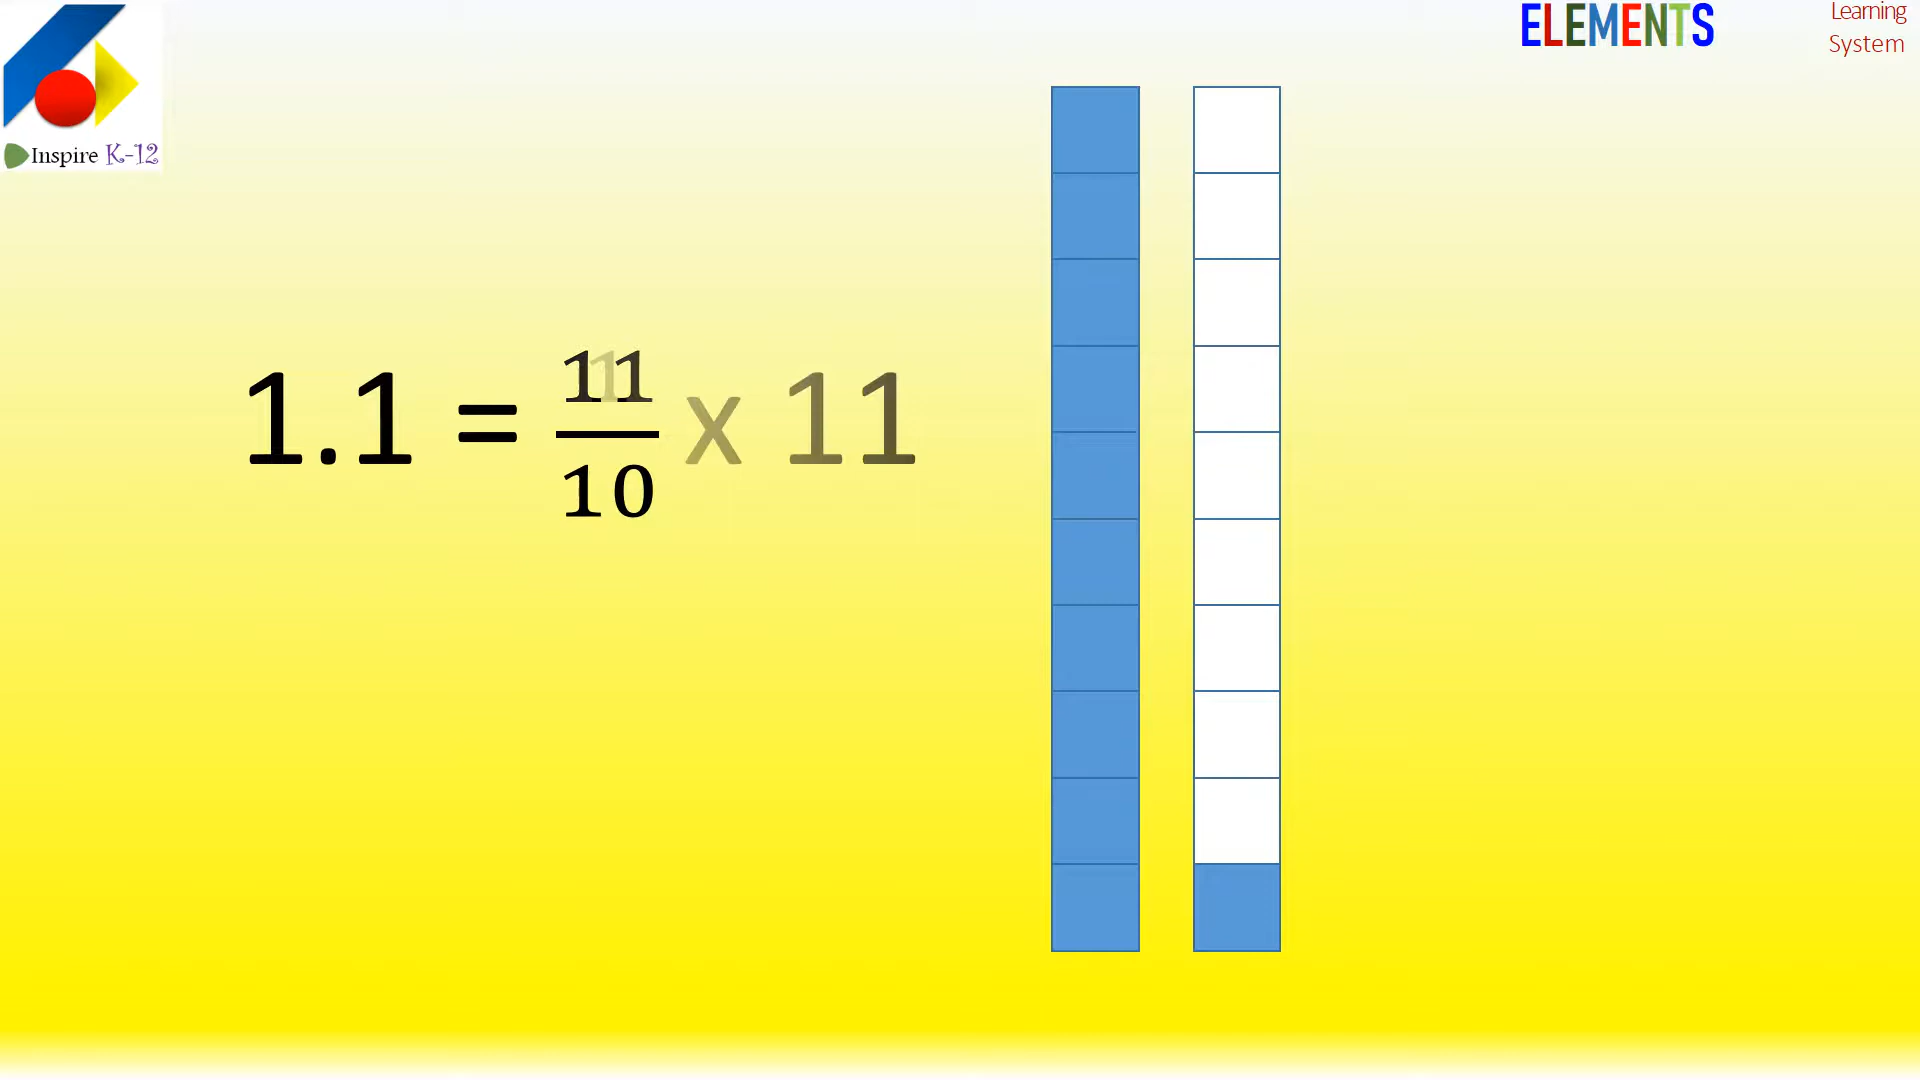 ELEMENTS
Learning
System
Inspire K-12
1.1 = 11/10 x 11